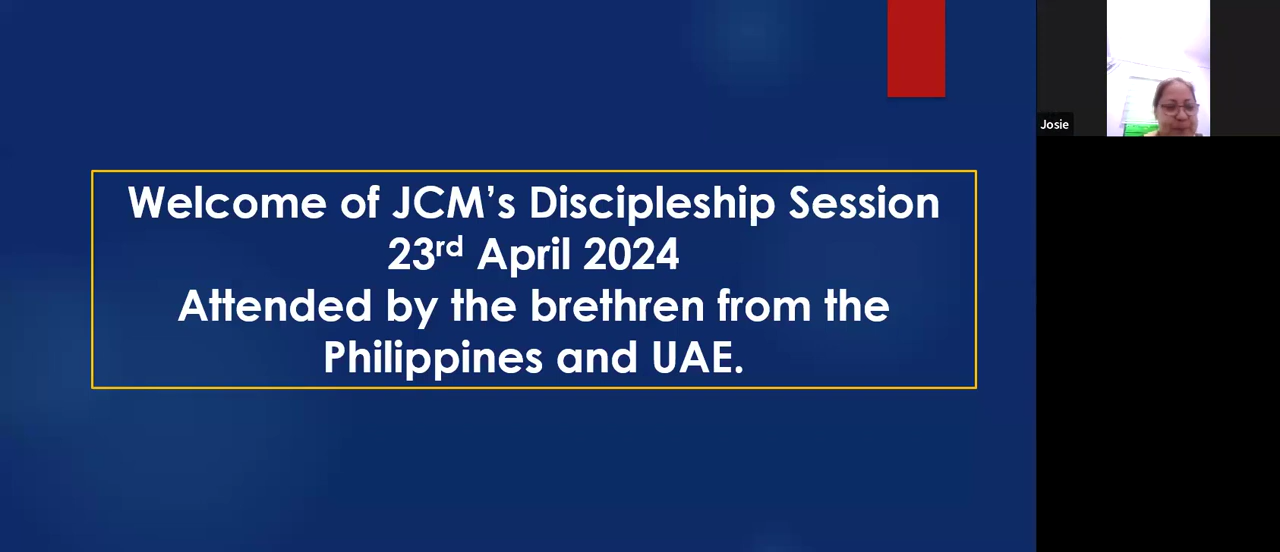 Welcome of JCM’s Discipleship Session
23rd April 2024
Attended by the brethren from the
Philippines and UAE.
Josie